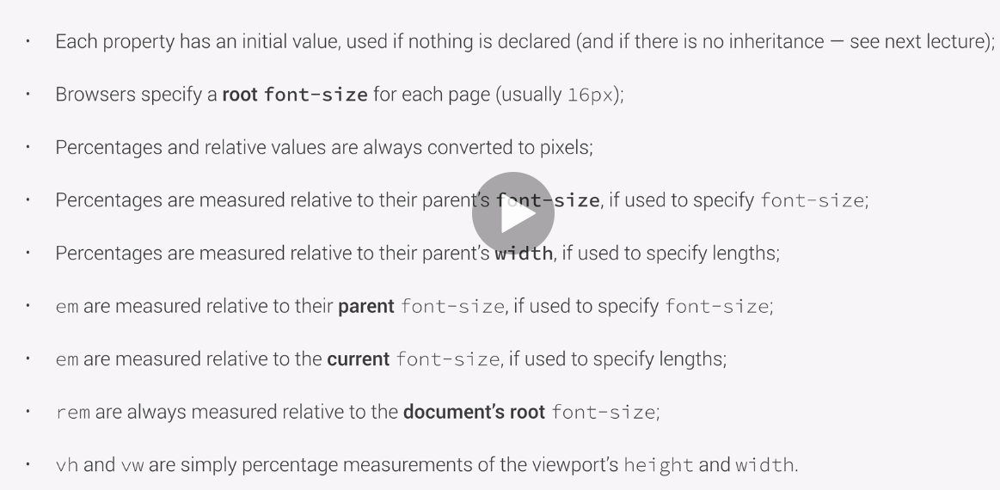 · Each property has an initial value, used if nothing is declared (and if there is no inheritance — see next lecture);
· Browsers specify a root font-size for each page (usually 16px);
· Percentages and relative values are always converted to pixels;
· Percentages are measured relative to their parent’s font-size, if used to specify font-size;
· Percentages are measured relative to their parent’s width, if used to specify lengths;
· em are measured relative to their parent font-size, if used to specify font-size;
· em are measured relative to the current font-size, if used to specify lengths;
· rem are always measured relative to the document’s root font-size;
· vh and vw are simply percentage measurements of the viewport’s height and width.